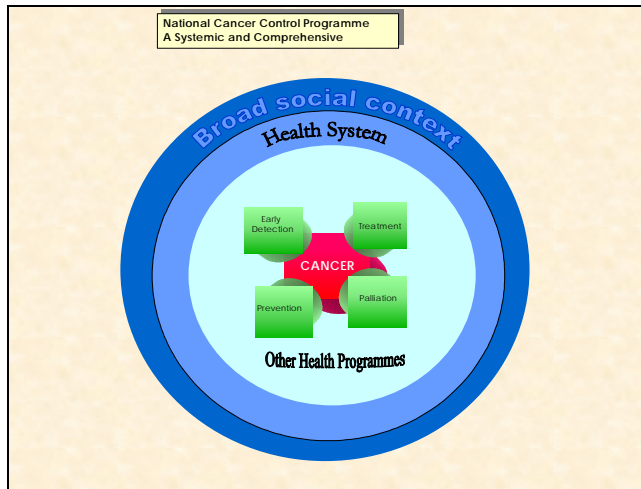 National Cancer Control Programme
A Systemic and Comprehensive
Broad social context
Health System
Early
Detection
Treatment
CANCER
Prevention
Palliation
Other Health Programmes